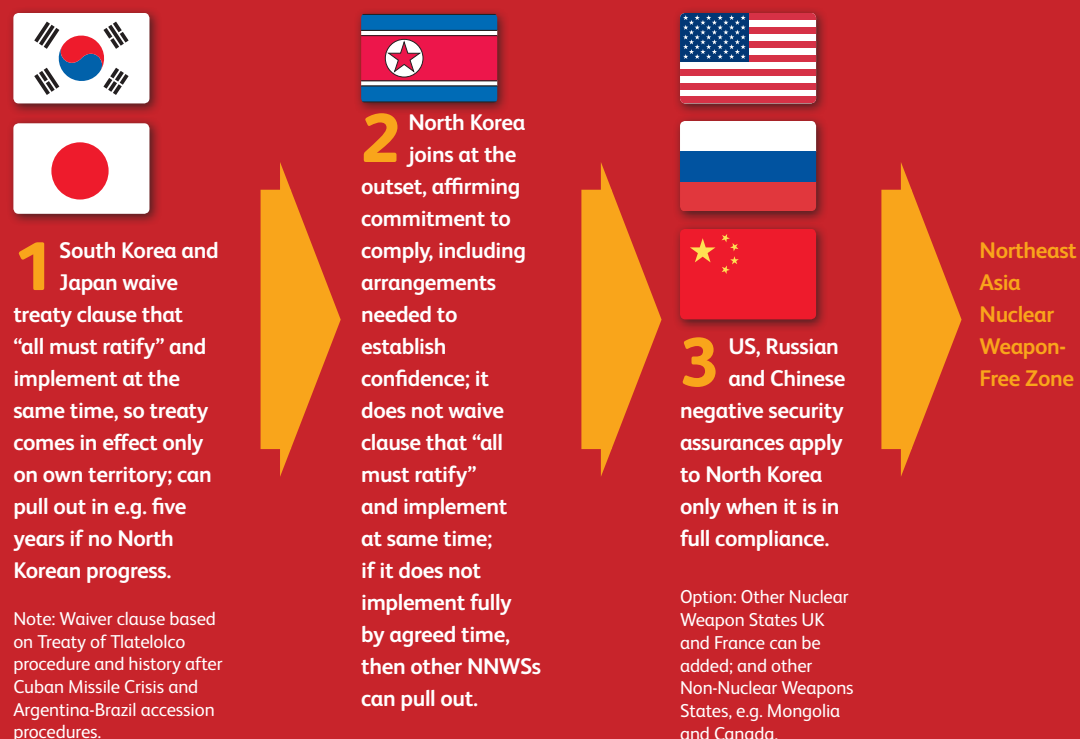 1 South Korea and
Japan waive
treaty clause that
“all must ratify” and
implement at the
same time, so treaty
comes in effect only
on own territory; can
pull out in e.g. five
years if no North
Korean progress.
Note: Waiver clause based
on Treaty of Tlatelolco
procedure and history after
Cuban Missile Crisis and
Argentina-Brazil accession
procedures.
2 North Korea
joins at the
outset, affirming
commitment to
comply, including
arrangements
needed to
establish
confidence; it
does not waive
clause that “all
must ratify”
and implement
at same time;
if it does not
implement fully
by agreed time,
then other NNWSs
can pull out.
3 US, Russian
and Chinese
negative security
assurances apply
to North Korea
only when it is in
full compliance.
Option: Other Nuclear
Weapon States UK
and France can be
added; and other
Non-Nuclear Weapons
States, e.g. Mongolia
and Canada.
Northeast
Asia
Nuclear
Weapon-
Free Zone